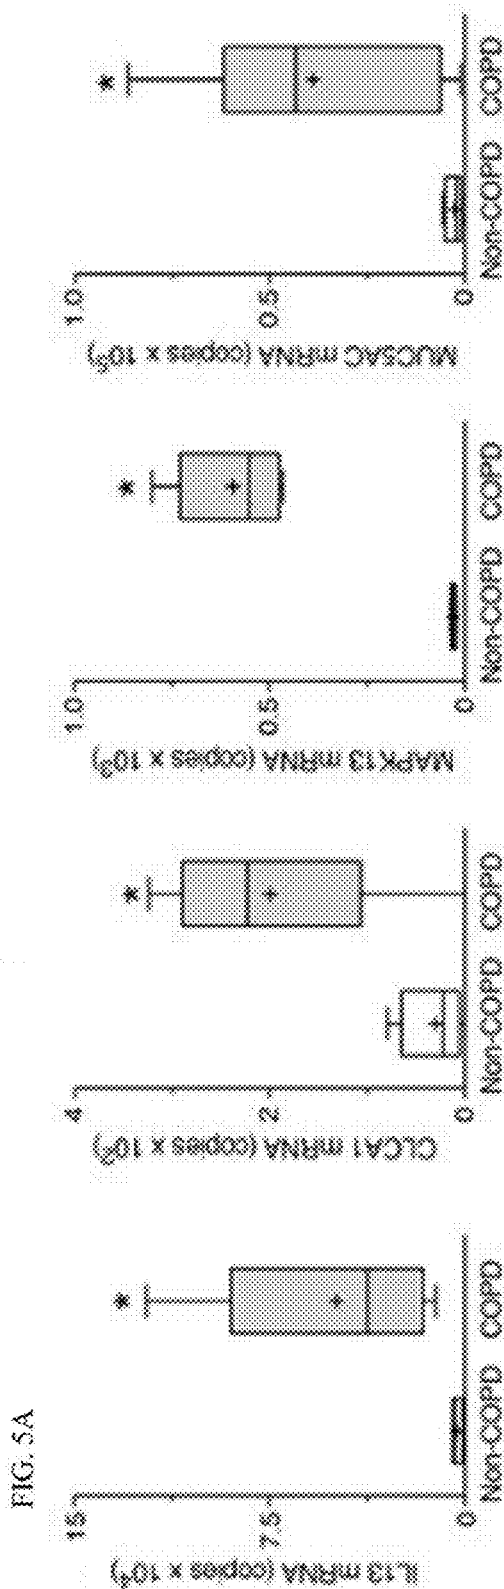 FIG. 5A
IL13 mRNA (copies x 10⁴)
15
7.5
0
*
Non-COPD COPD
CLCA1 mRNA (copies x 10³)
4
2
0
*
Non-COPD COPD
MAPK13 mRNA (copies x 10³)
1.0
0.5
0
*
Non-COPD COPD
MUC5AC mRNA (copies x 10⁵)
1.0
0.5
0
*
Non-COPD COPD